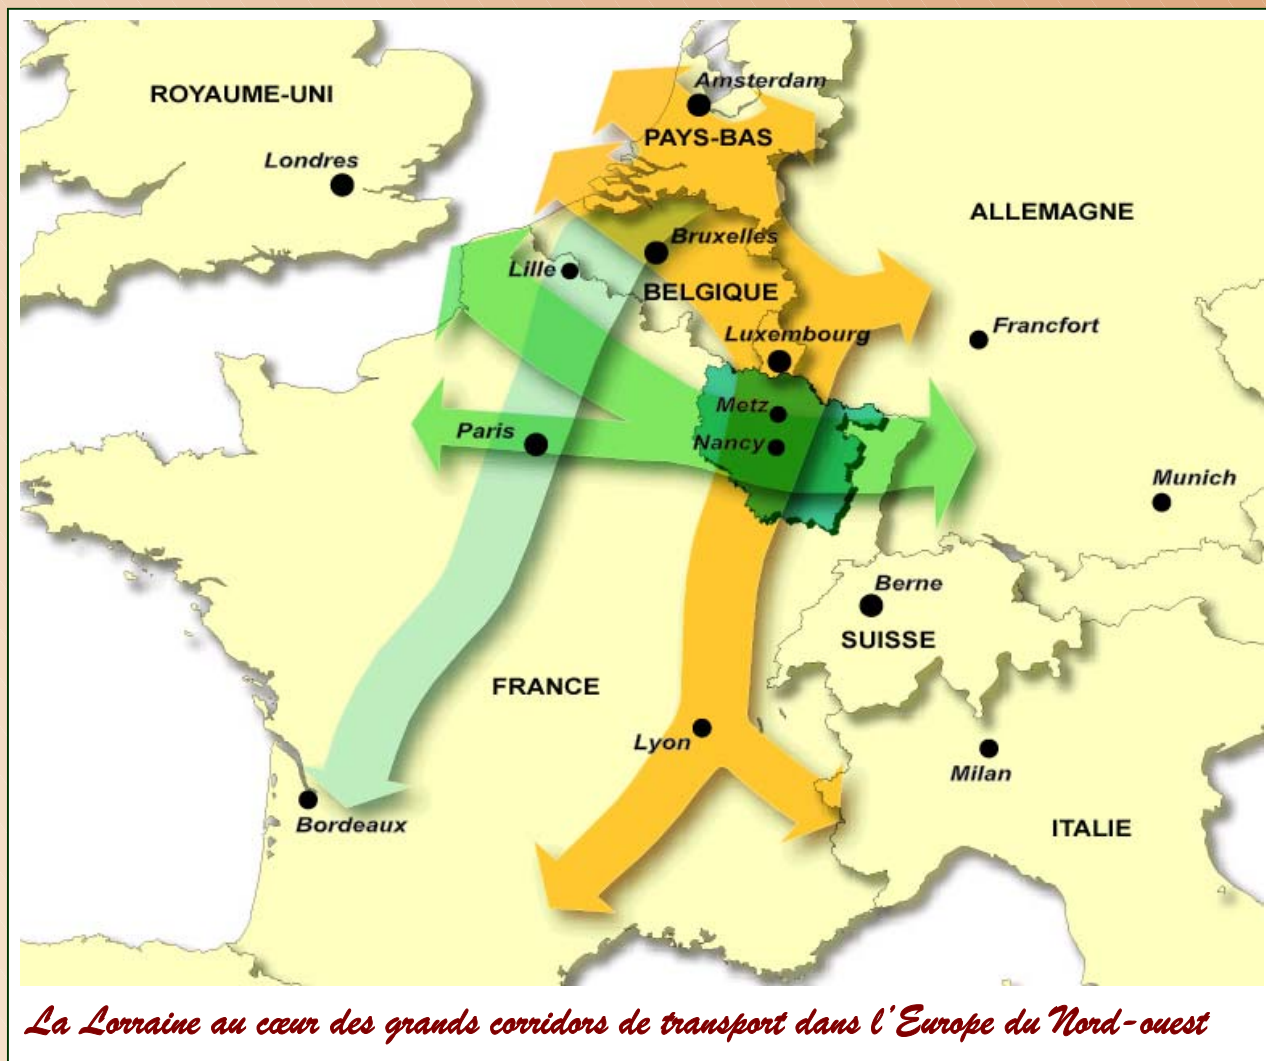 Amsterdam
ROYAUME-UNI
PAYS-BAS
Londres
ALLEMAGNE
Bruxelles
Lille
BELGIQUE
Francfort
Luxembourg
Metz
Paris
Nancy
Munich
Berne
SUISSE
FRANCE
Lyon
Milan
Bordeaux
ITALIE
La Lorraine au cœur des grands corridors de transport dans l'Europe du Nord-ouest